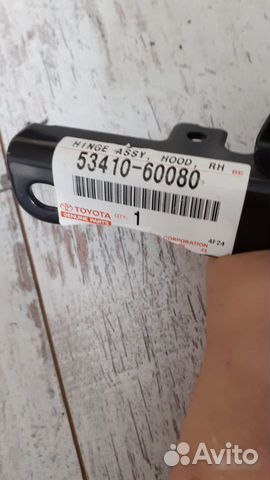 HINGE ASSY, HOOD, RH
53410-60080
TOYOTA QTY. 1
GENUINE PARTS
CORPORATION 4F24
Avito